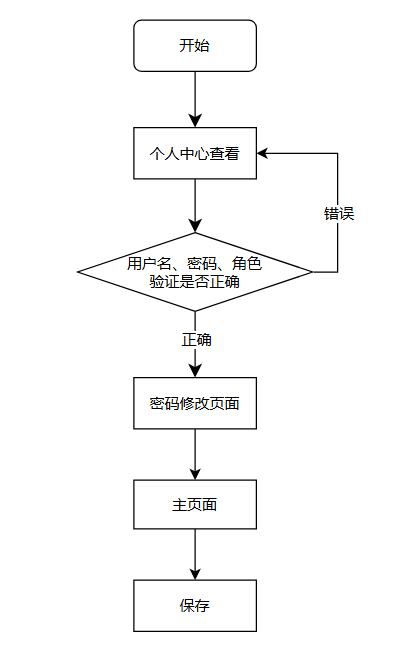 开始
个人中心查看
错误
用户名、密码、角色
验证是否正确
正确
密码修改页面
主页面
保存